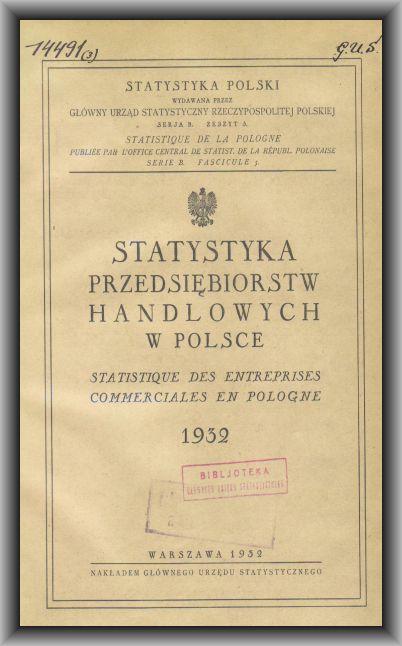 14491(3) G.U.S.
STATYSTYKA POLSKI
WYDAWANA PRZEZ
GŁÓWNY URZĄD STATYSTYCZNY RZECZYPOSPOLITEJ POLSKIEJ
SERJA B. ZESZYT 5.
STATISTIQUE DE LA POLOGNE
PUBLIÉE PAR L'OFFICE CENTRAL DE STATIST. DE LA RÉPUBL. POLONAISE
SERIE B. FASCICULE 5.
STATYSTYKA
PRZEDSIĘBIORSTW
HANDLOWYCH
W POLSCE
STATISTIQUE DES ENTREPRISES
COMMERCIALES EN POLOGNE
1932
BIBLJOTEKA
WARSZAWA 1932
NAKŁADEM GŁÓWNEGO URZĘDU STATYSTYCZNEGO